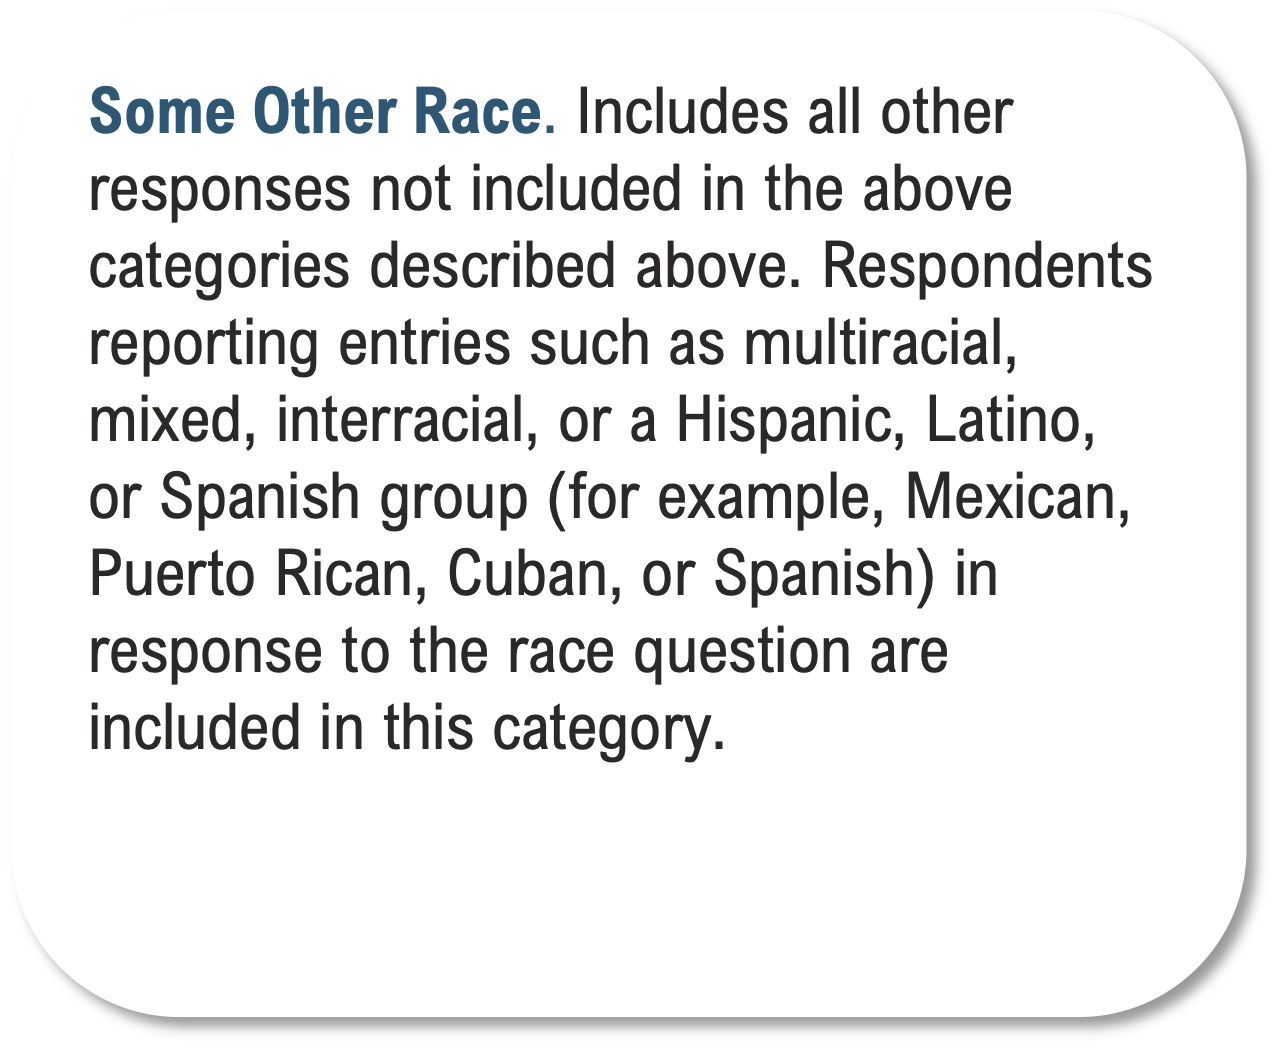 Some Other Race. Includes all other
responses not included in the above
categories described above. Respondents
reporting entries such as multiracial,
mixed, interracial, or a Hispanic, Latino,
or Spanish group (for example, Mexican,
Puerto Rican, Cuban, or Spanish) in
response to the race question are
included in this category.